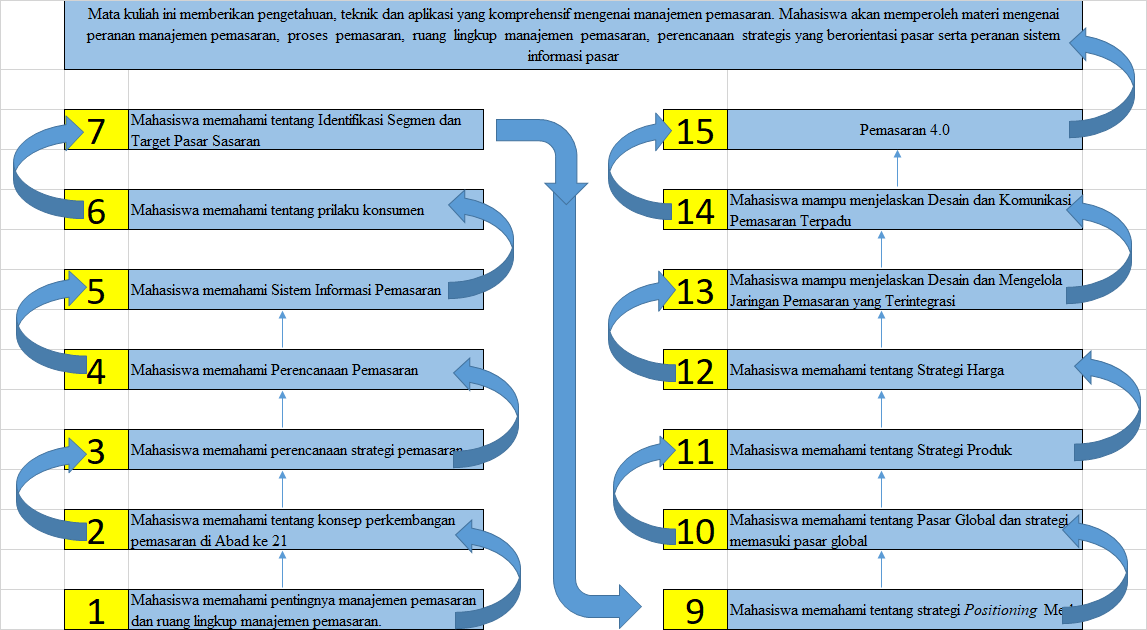 Mata kuliah ini memberikan pengetahuan, teknik dan aplikasi yang komprehensif mengenai manajemen pemasaran. Mahasiswa akan memperoleh materi mengenai
peranan manajemen pemasaran, proses pemasaran, ruang lingkup manajemen pemasaran, perencanaan strategis yang berorientasi pasar serta peranan sistem
informasi pasar
7
Mahasiswa memahami tentang Identifikasi Segmen dan
Target Pasar Sasaran
6
Mahasiswa memahami tentang prilaku konsumen
5
Mahasiswa memahami Sistem Informasi Pemasaran
4
Mahasiswa memahami Perencanaan Pemasaran
3
Mahasiswa memahami perencanaan strategi pemasaran
2
Mahasiswa memahami tentang konsep perkembangan
pemasaran di Abad ke 21
1
Mahasiswa memahami pentingnya manajemen pemasaran
dan ruang lingkup manajemen pemasaran.
15
Pemasaran 4.0
14
Mahasiswa mampu menjelaskan Desain dan Komunikasi
Pemasaran Terpadu
13
Mahasiswa mampu menjelaskan Desain dan Mengelola
Jaringan Pemasaran yang Terintegrasi
12
Mahasiswa memahami tentang Strategi Harga
11
Mahasiswa memahami tentang Strategi Produk
10
Mahasiswa memahami tentang Pasar Global dan strategi
memasuki pasar global
9
Mahasiswa memahami tentang strategi Positioning